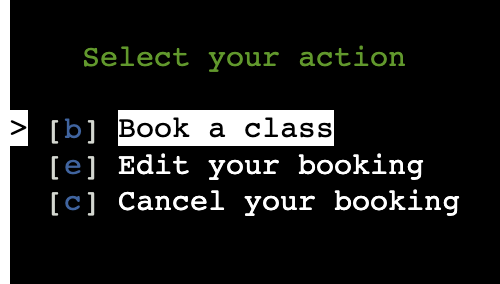 Select your action
> [b] Book a class
[e] Edit your booking
[c] Cancel your booking